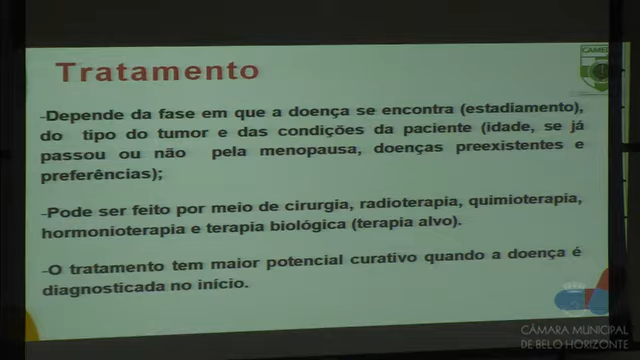 CAMED
Tratamento
-Depende da fase em que a doença se encontra (estadiamento),
do tipo do tumor e das condições da paciente (idade, se já
passou ou não pela menopausa, doenças preexistentes e
preferências);
-Pode ser feito por meio de cirurgia, radioterapia, quimioterapia,
hormonioterapia e terapia biológica (terapia alvo).
-O tratamento tem maior potencial curativo quando a doença é
diagnosticada no início.
CÂMARA MUNICIPAL
DE BELO HORIZONTE